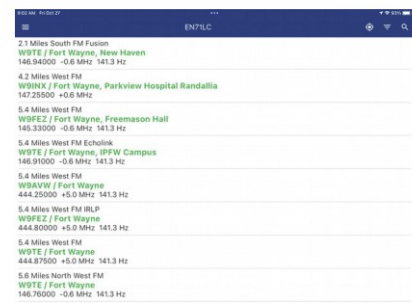 8:52 AM Fri Oct 27
93%
EN71LC
2.1 Miles South FM Fusion
W9TE / Fort Wayne, New Haven
146.94000 -0.6 MHz 141.3 Hz
4.2 Miles West FM
W9INX / Fort Wayne, Parkview Hospital Randallia
147.25500 +0.6 MHz
5.4 Miles West FM
W9FEZ / Fort Wayne, Freemason Hall
145.33000 -0.6 MHz 141.3 Hz
5.4 Miles West FM Echolink
W9TE / Fort Wayne, IPFW Campus
146.91000 -0.6 MHz 141.3 Hz
5.4 Miles West FM
W9AVW / Fort Wayne
444.25000 +5.0 MHz 141.3 Hz
5.4 Miles West FM IRLP
W9FEZ / Fort Wayne
444.80000 +5.0 MHz 141.3 Hz
5.4 Miles West FM
W9TE / Fort Wayne
444.87500 +5.0 MHz 141.3 Hz
5.6 Miles North West FM
W9TE / Fort Wayne
146.76000 -0.6 MHz 141.3 Hz